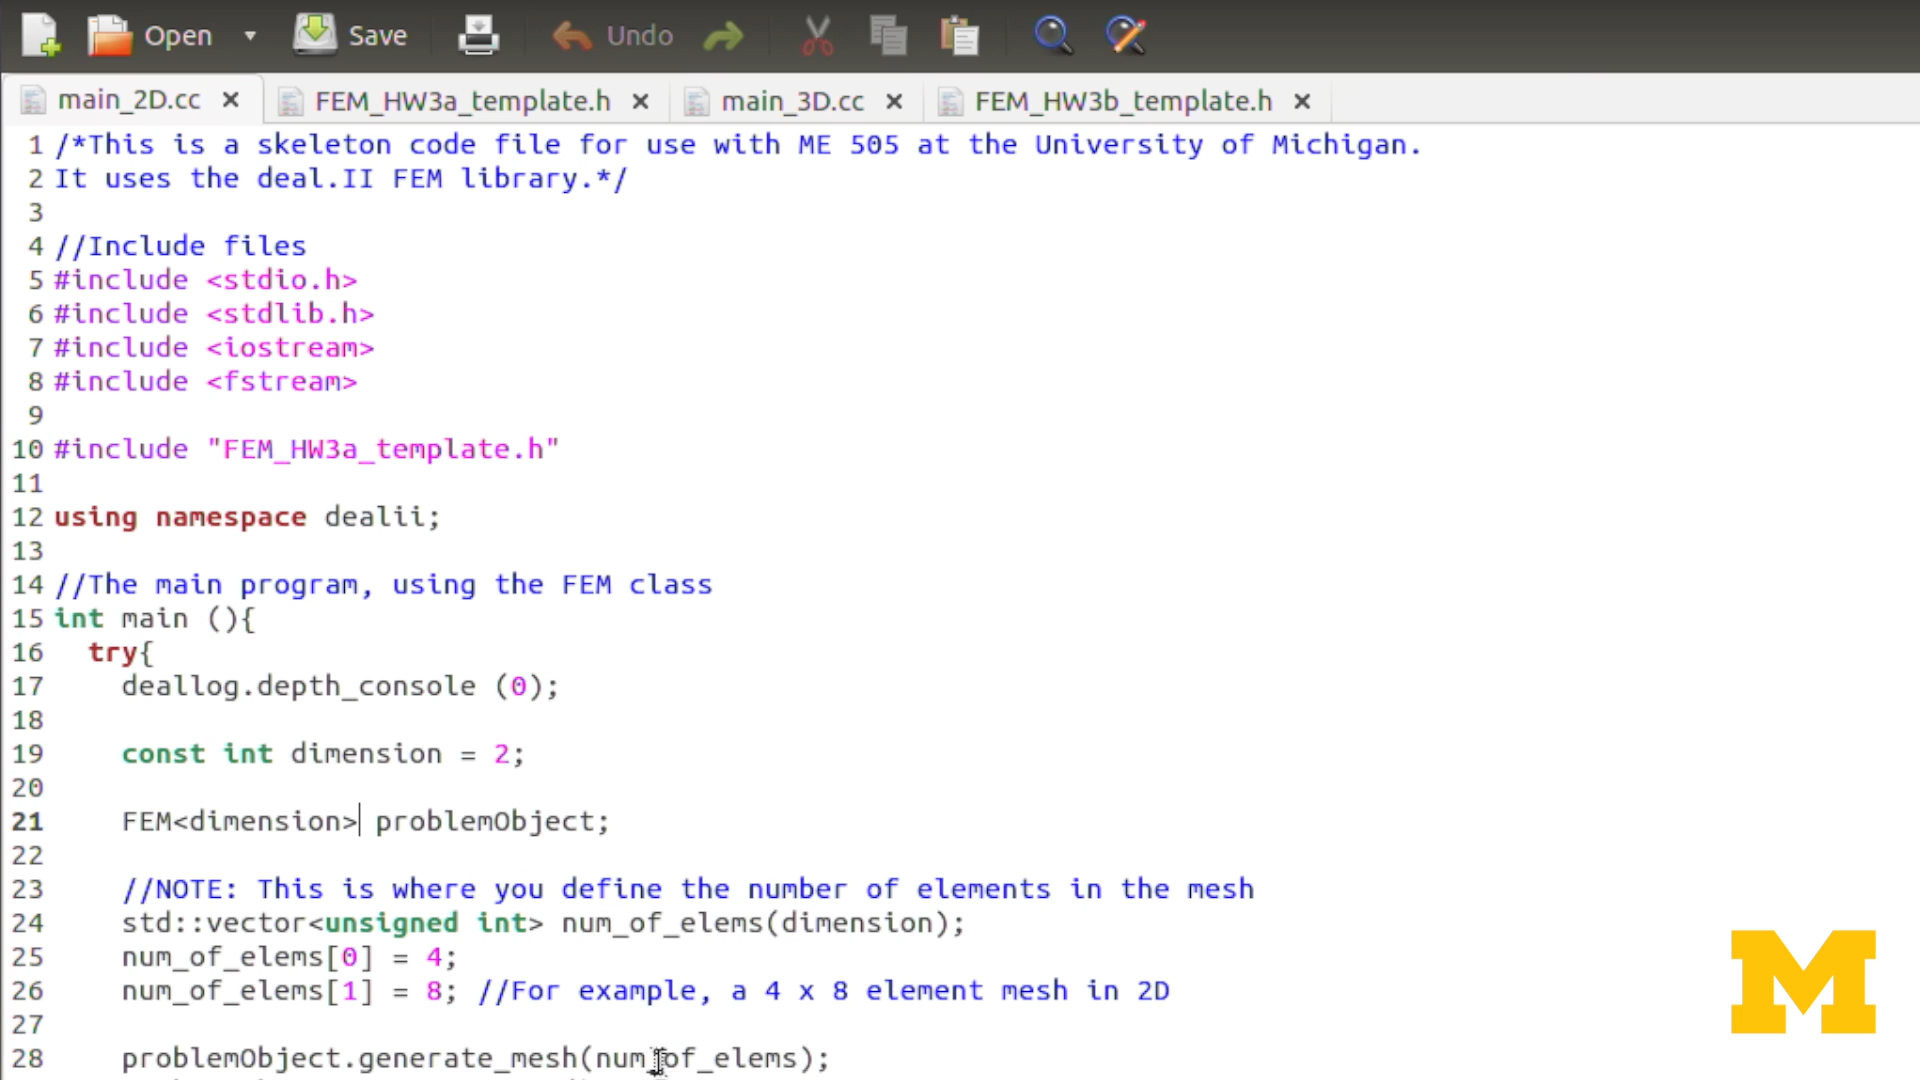 Open Save Undo
main_2D.cc FEM_HW3a_template.h main_3D.cc FEM_HW3b_template.h
1 /*This is a skeleton code file for use with ME 505 at the University of Michigan.
2 It uses the deal.II FEM library.*/
3
4 //Include files
5 #include <stdio.h>
6 #include <stdlib.h>
7 #include <iostream>
8 #include <fstream>
9
10 #include "FEM_HW3a_template.h"
11
12 using namespace dealii;
13
14 //The main program, using the FEM class
15 int main (){
16   try{
17     deallog.depth_console (0);
18
19     const int dimension = 2;
20
21     FEM<dimension> problemObject;
22
23     //NOTE: This is where you define the number of elements in the mesh
24     std::vector<unsigned int> num_of_elems(dimension);
25     num_of_elems[0] = 4;
26     num_of_elems[1] = 8; //For example, a 4 x 8 element mesh in 2D
27
28     problemObject.generate_mesh(num_of_elems);
M